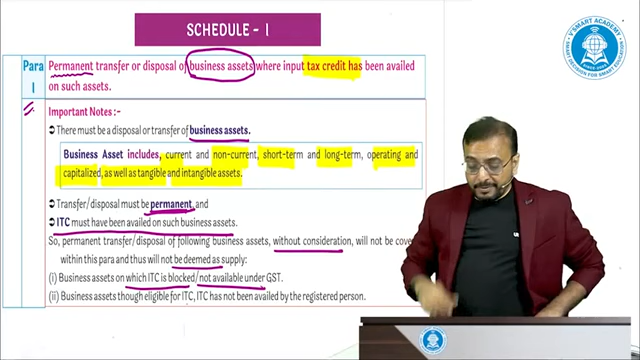 SCHEDULE - I
V SMART ACADEMY
Para
I
Permanent transfer or disposal of business assets where input tax credit has been availed
on such assets.
Important Notes :-
➲ There must be a disposal or transfer of business assets.
Business Asset includes, current and non-current, short-term and long-term, operating and
capitalized, as well as tangible and intangible assets.
➲ Transfer/disposal must be permanent, and
➲ ITC must have been availed on such business assets.
So, permanent transfer/disposal of following business assets, without consideration, will not be cove
within this para and thus will not be deemed as supply:
(i) Business assets on which ITC is blocked/not available under GST.
(ii) Business assets though eligible for ITC, ITC has not been availed by the registered person.